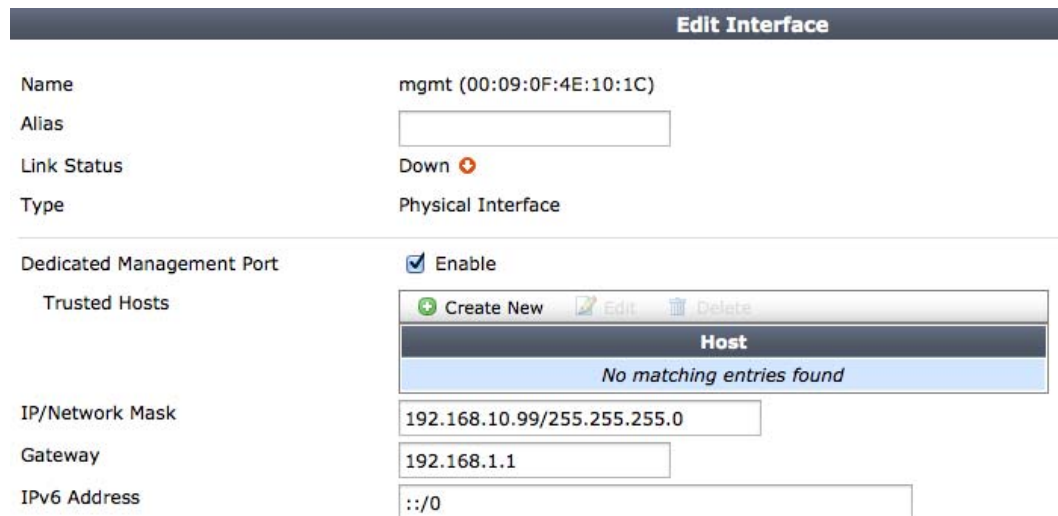 Edit Interface
Name mgmt (00:09:0F:4E:10:1C)
Alias
Link Status Down
Type Physical Interface
Dedicated Management Port Enable
Trusted Hosts Create New Edit Delete
Host
No matching entries found
IP/Network Mask 192.168.10.99/255.255.255.0
Gateway 192.168.1.1
IPv6 Address ::/0